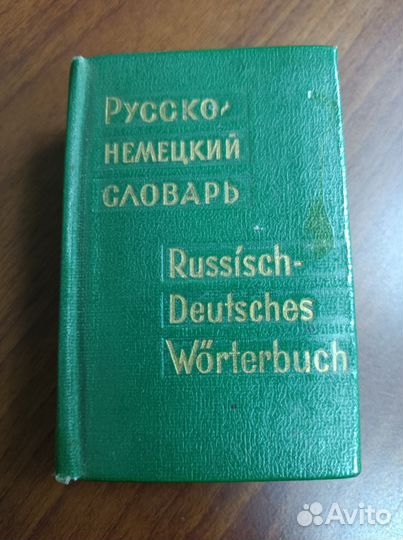 Русско-
немецкий
словарь
Russisch-
Deutsches
Wörterbuch
Avito